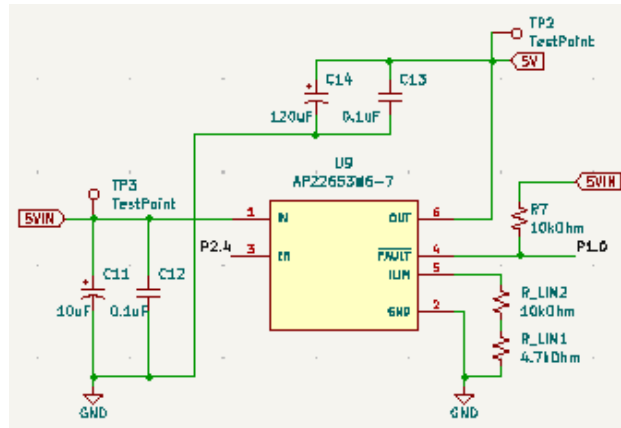 TP2
TestPoint
5V
C14
C13
120uF
0.1uF
U9
AP22653W6-7
TP3
TestPoint
5VIN
5VIN
1
IN
OUT
6
R7
10kOhm
P2.4
3
EN
FAULT
4
P1.0
ILIM
5
C11
C12
10uF
0.1uF
GND
2
R_LIN2
10kOhm
R_LIN1
4.7kOhm
GND
GND